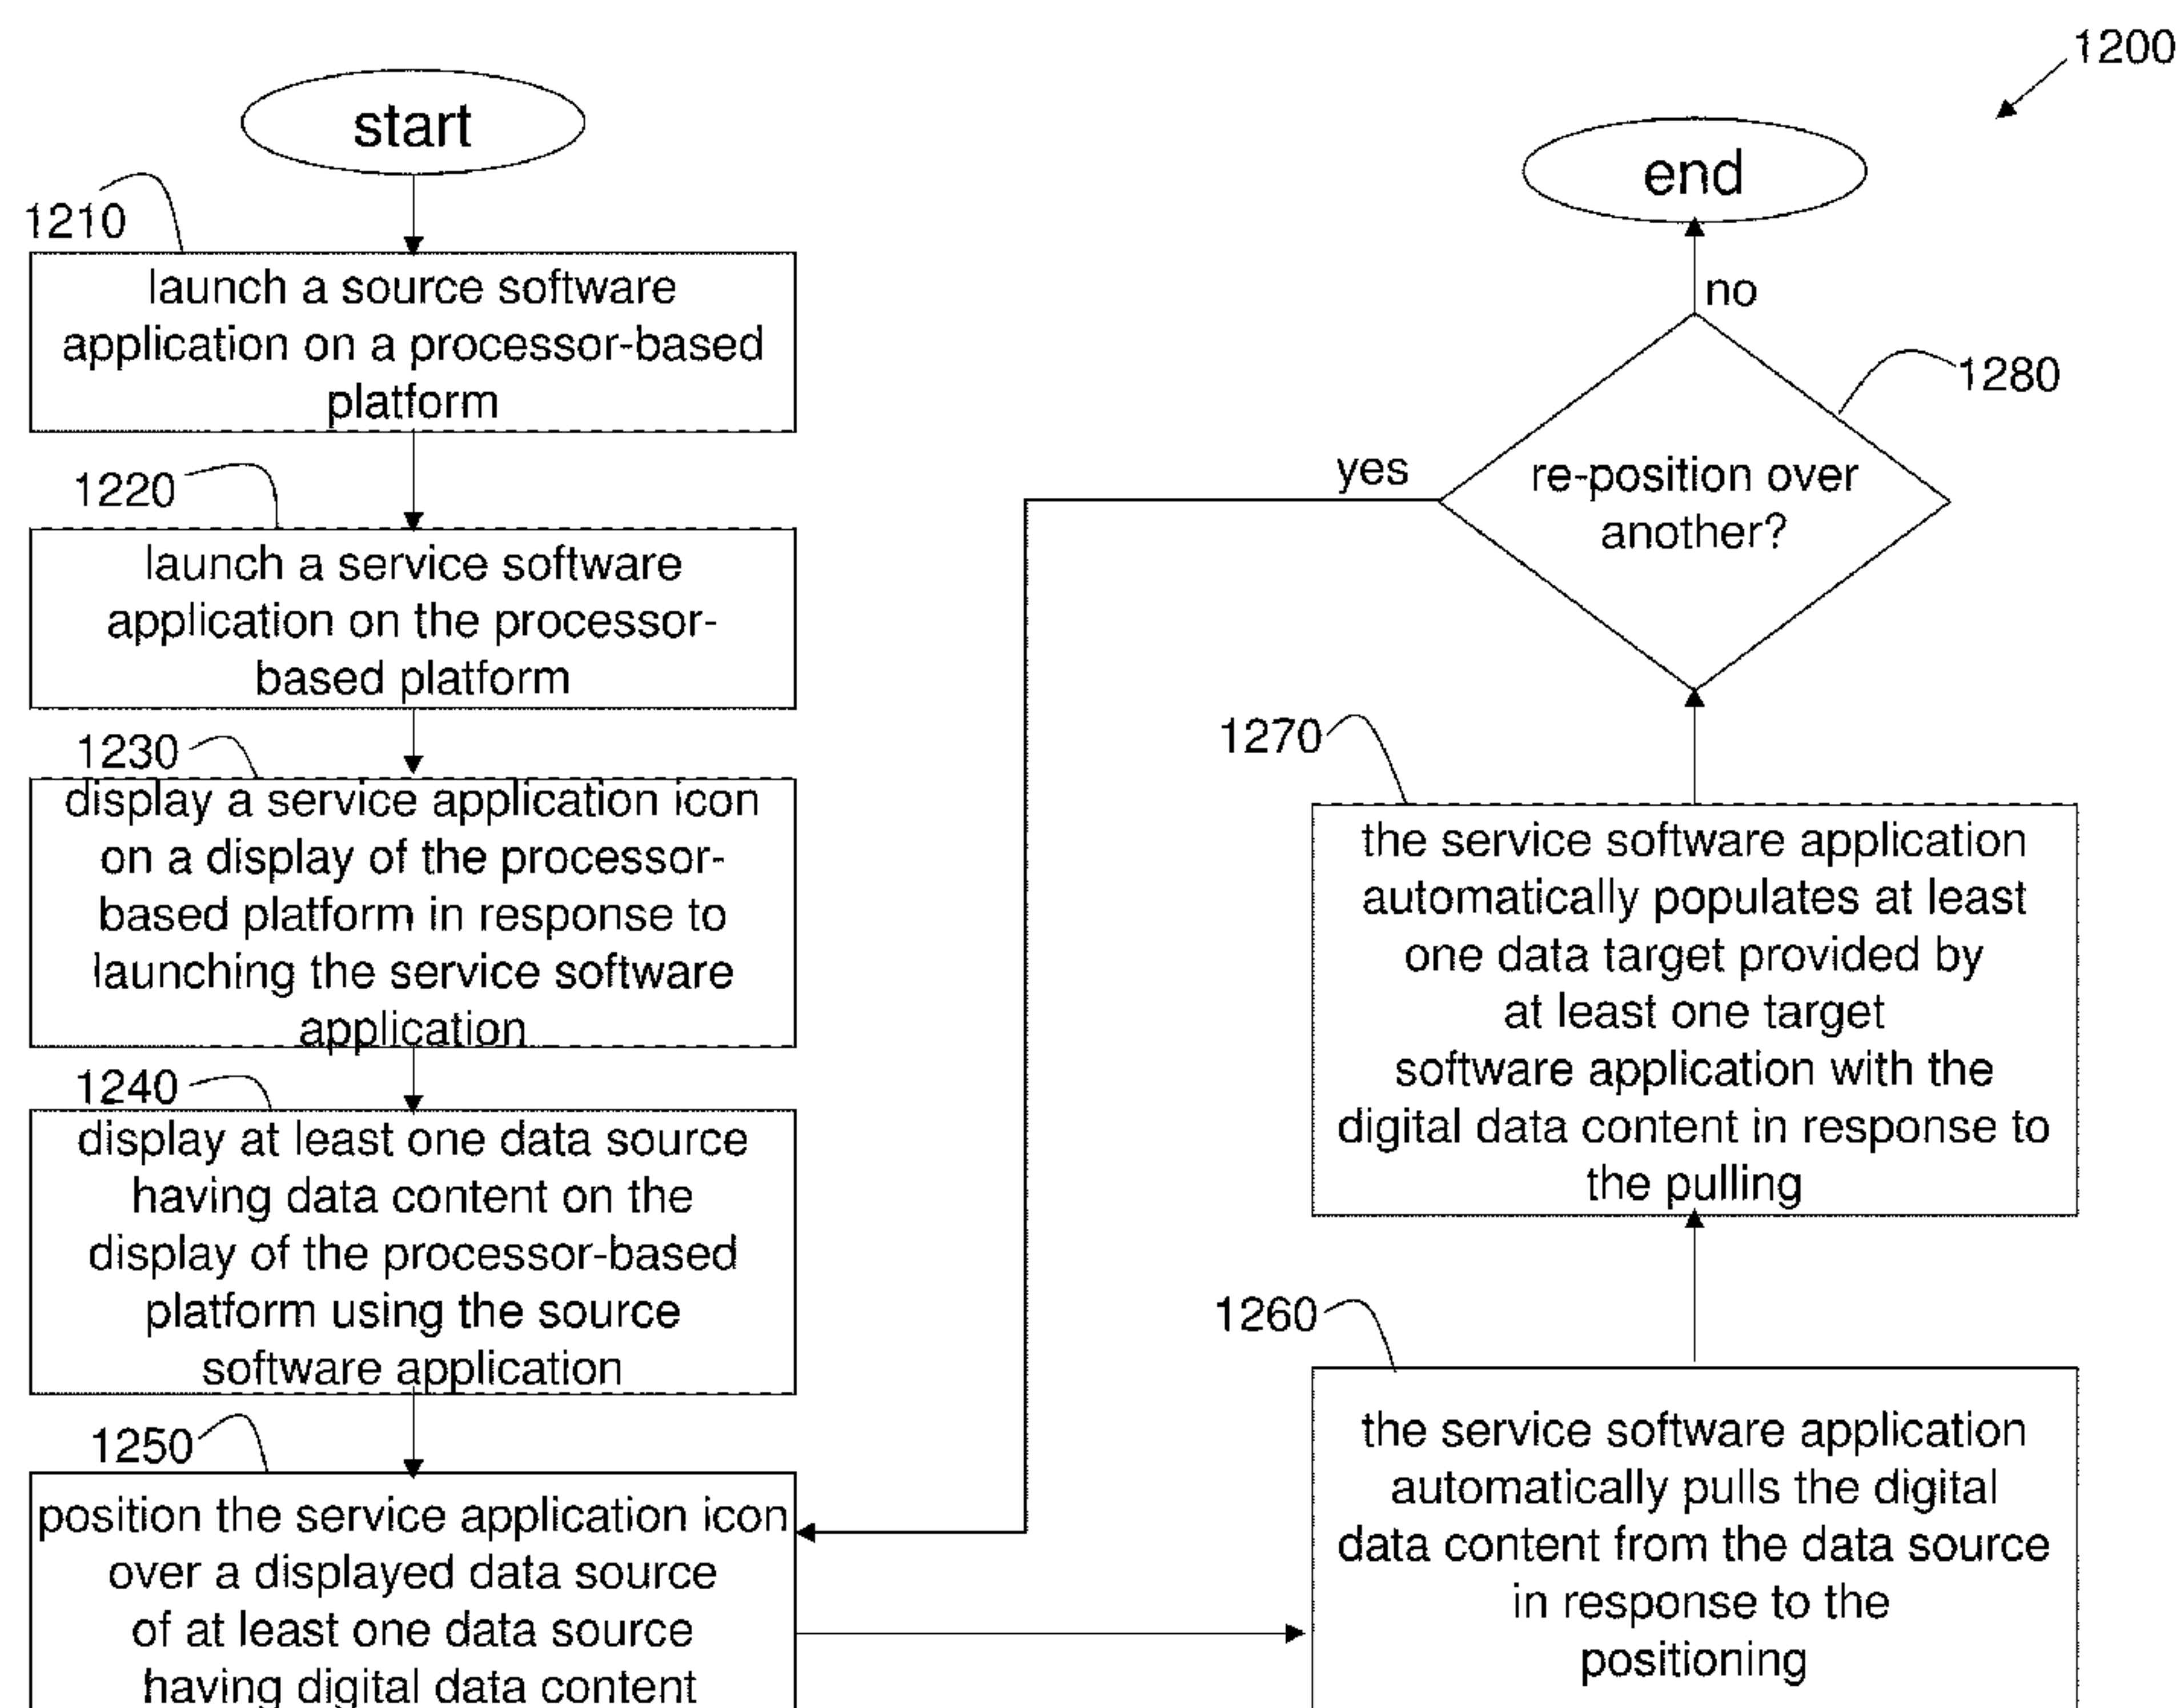 1200
start
1210
launch a source software
application on a processor-based
platform
1220
launch a service software
application on the processor-
based platform
1230
display a service application icon
on a display of the processor-
based platform in response to
launching the service software
application
1240
display at least one data source
having data content on the
display of the processor-based
platform using the source
software application
1250
position the service application icon
over a displayed data source
of at least one data source
having digital data content
1260
the service software application
automatically pulls the digital
data content from the data source
in response to the
positioning
1270
the service software application
automatically populates at least
one data target provided by
at least one target
software application with the
digital data content in response to
the pulling
1280
re-position over
another?
yes
no
end